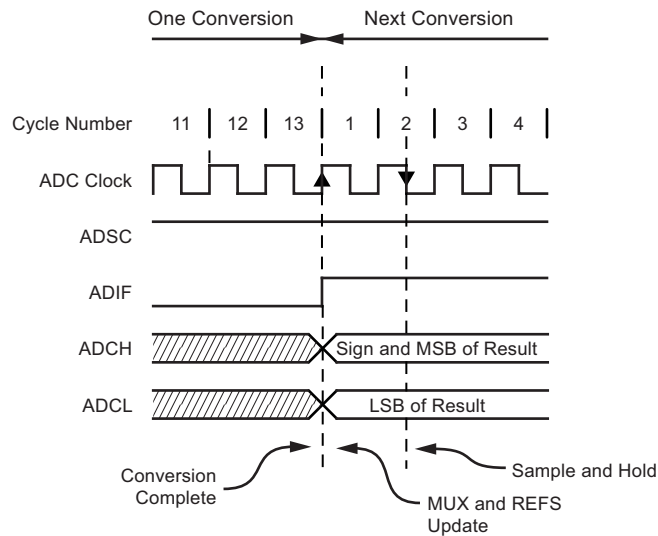 One Conversion Next Conversion
Cycle Number 11 12 13 1 2 3 4
ADC Clock
ADSC
ADIF
ADCH Sign and MSB of Result
ADCL LSB of Result
Conversion
Complete
MUX and REFS
Update
Sample and Hold